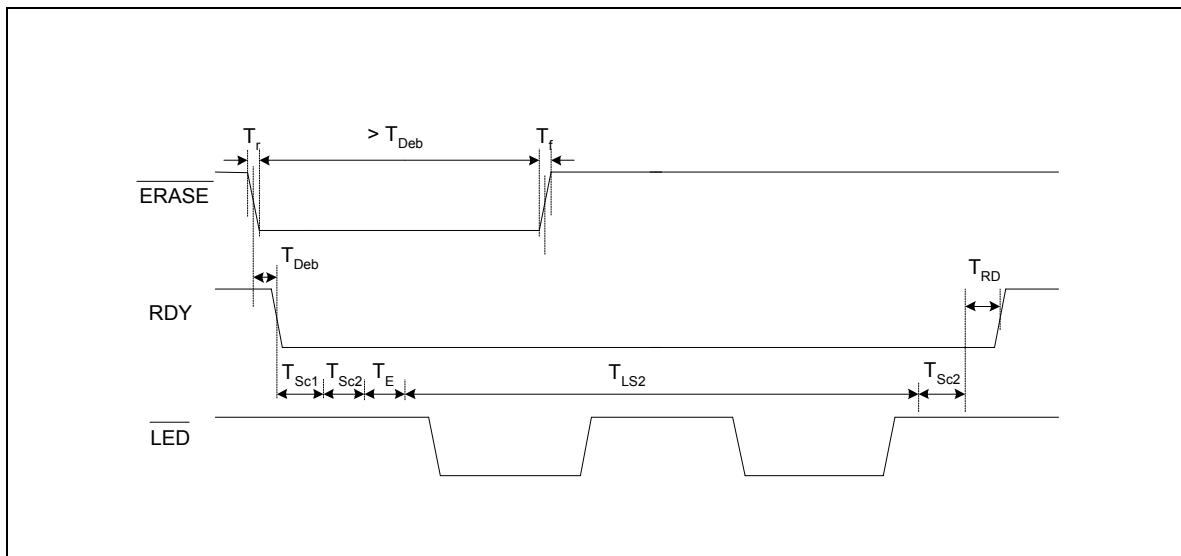 T_r
> T_Deb
T_f
ERASE
T_Deb
T_RD
RDY
T_Sc1
T_Sc2
T_E
T_LS2
T_Sc2
LED